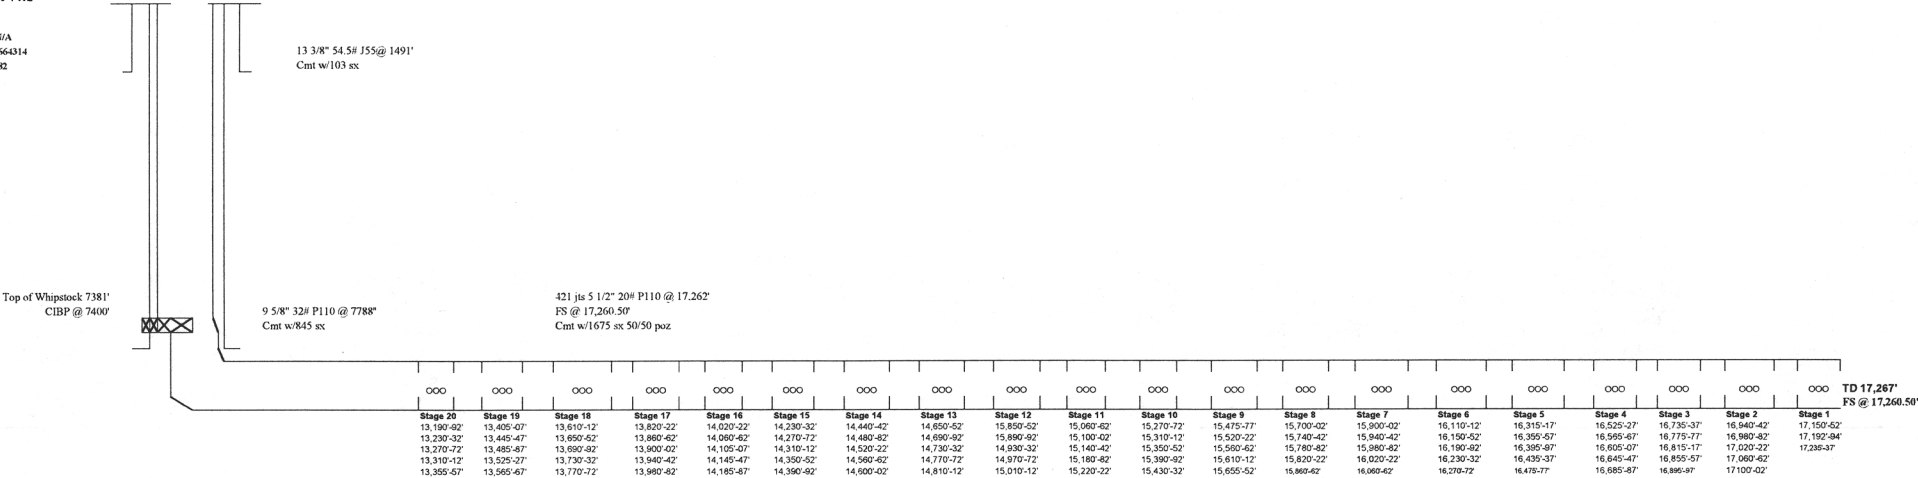 I/A
664314
82
13 3/8" 54.5# J55@ 1491'
Cmt w/103 sx
Top of Whipstock 7381'
CIBP @ 7400'
9 5/8" 32# P110 @ 7788"
Cmt w/845 sx
421 jts 5 1/2" 20# P110 @ 17,262'
FS @ 17,260.50'
Cmt w/1675 sx 50/50 poz
TD 17,267'
FS @ 17,260.50'
Stage 20 Stage 19 Stage 18 Stage 17 Stage 16 Stage 15 Stage 14 Stage 13 Stage 12 Stage 11 Stage 10 Stage 9 Stage 8 Stage 7 Stage 6 Stage 5 Stage 4 Stage 3 Stage 2 Stage 1
13,190'-92' 13,405'-07' 13,610'-12' 13,820'-22' 14,020'-22' 14,230'-32' 14,440'-42' 14,650'-52' 15,850'-52' 15,060'-62' 15,270'-72' 15,475'-77' 15,700'-02' 15,900'-02' 16,110'-12' 16,315'-17' 16,525'-27' 16,735'-37' 16,940'-42' 17,150'-52'
13,230'-32' 13,445'-47' 13,650'-52' 13,860'-62' 14,060'-62' 14,270'-72' 14,480'-82' 14,690'-92' 15,890'-92' 15,100'-02' 15,310'-12' 15,520'-22' 15,740'-42' 15,940'-42' 16,150'-52' 16,355'-57' 16,565'-67' 16,775'-77' 16,980'-82' 17,192'-94'
13,270'-72' 13,485'-87' 13,690'-92' 13,900'-02' 14,105'-07' 14,310'-12' 14,520'-22' 14,730'-32' 14,930'-32' 15,140'-42' 15,350'-52' 15,560'-62' 15,780'-82' 15,980'-82' 16,190'-92' 16,395'-97' 16,605'-07' 16,815'-17' 17,020'-22' 17,235'-37'
13,310'-12' 13,525'-27' 13,730'-32' 13,940'-42' 14,145'-47' 14,350'-52' 14,560'-62' 14,770'-72' 14,970'-72' 15,180'-82' 15,390'-92' 15,610'-12' 15,820'-22' 16,020'-22' 16,230'-32' 16,435'-37' 16,645'-47' 16,855'-57' 17,060'-62'
13,355'-57' 13,565'-67' 13,770'-72' 13,980'-82' 14,185'-87' 14,390'-92' 14,600'-02' 14,810'-12' 15,010'-12' 15,220'-22' 15,430'-32' 15,655'-52' 15,860'-62' 16,060'-62' 16,270'-72' 16,475'-77' 16,685'-87' 16,895'-97' 17100'-02'